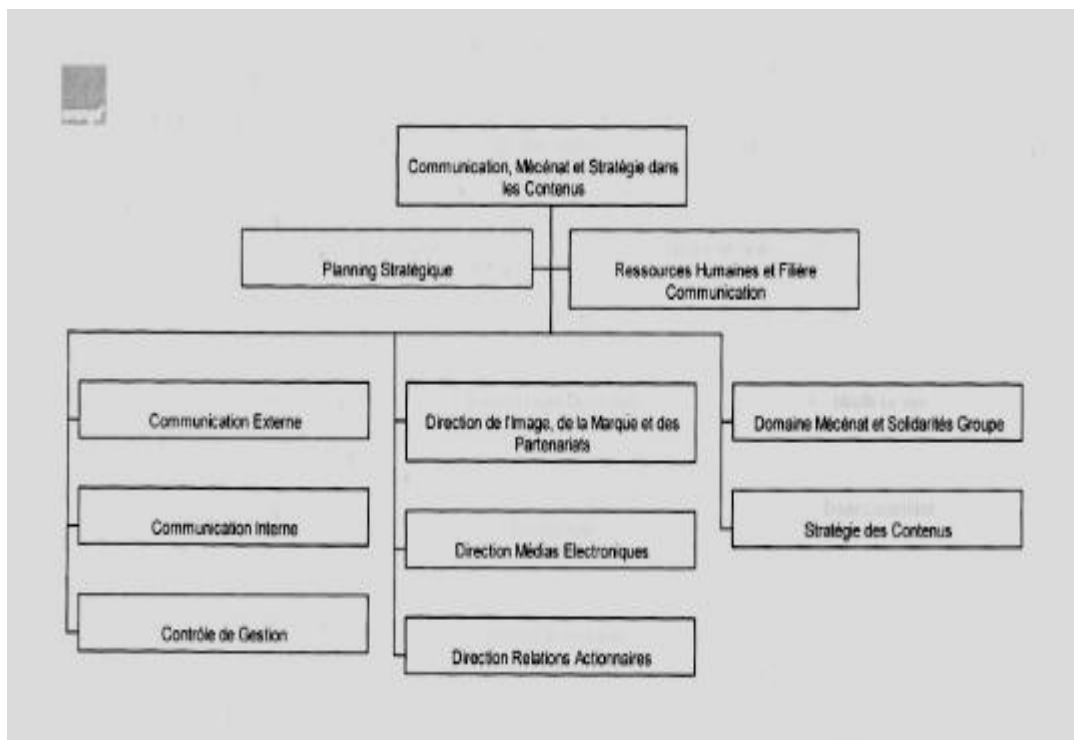 Communication, Mécénat et Stratégie dans
les Contenus
Planning Stratégique
Ressources Humaines et Filière
Communication
Communication Externe
Direction de l'Image, de la Marque et des
Partenariats
Domaine Mécénat et Solidarités Groupe
Communication Interne
Direction Médias Electroniques
Stratégie des Contenus
Contrôle de Gestion
Direction Relations Actionnaires